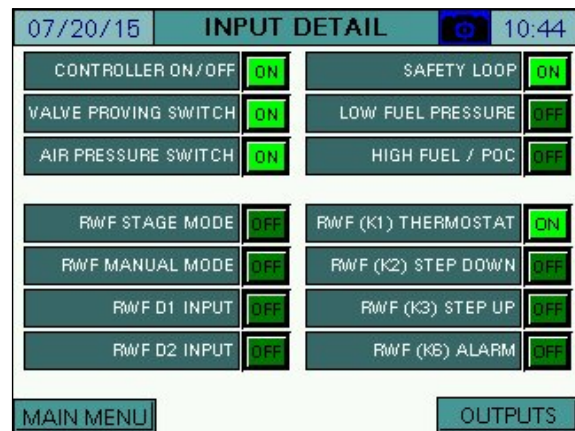 07/20/15 INPUT DETAIL 10:44
CONTROLLER ON/OFF ON SAFETY LOOP ON
VALVE PROVING SWITCH ON LOW FUEL PRESSURE OFF
AIR PRESSURE SWITCH ON HIGH FUEL / POC OFF
RWF STAGE MODE OFF RWF (K1) THERMOSTAT ON
RWF MANUAL MODE OFF RWF (K2) STEP DOWN OFF
RWF D1 INPUT OFF RWF (K3) STEP UP OFF
RWF D2 INPUT OFF RWF (K6) ALARM OFF
MAIN MENU OUTPUTS